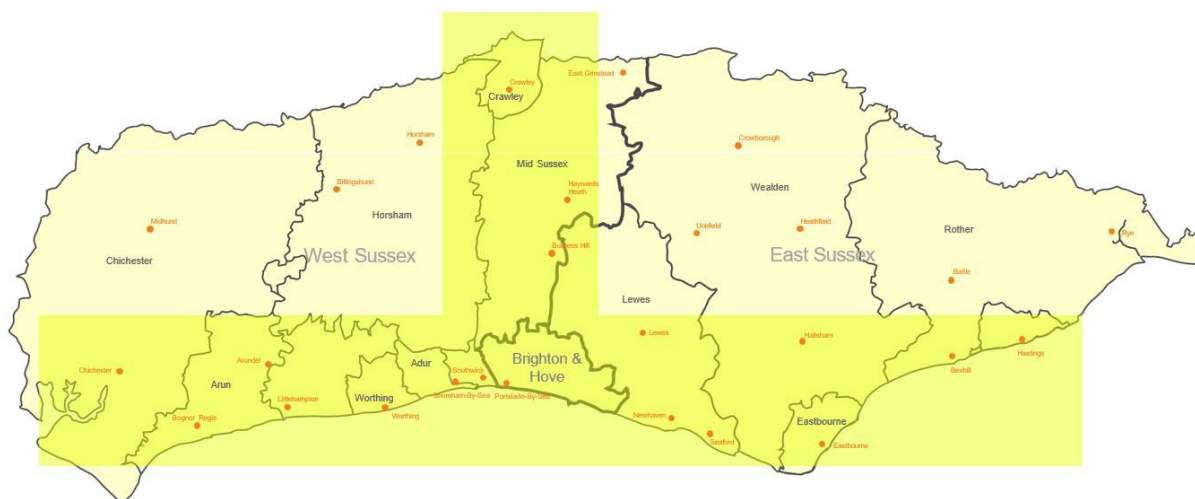 Crawley
East Grinstead
Crawley
Horsham
Crowborough
Mid Sussex
Haywards
Heath
Billingshurst
Wealden
Horsham
Midhurst
Uckfield
Heathfield
Rother
Rye
Burgess Hill
West Sussex
East Sussex
Chichester
Battle
Lewes
Lewes
Hailsham
Hastings
Brighton &
Hove
Bexhill
Adur
Arundel
Chichester
Southwick
Arun
Shoreham-By-Sea
Portslade-By-Sea
Worthing
Littlehampton
Worthing
Newhaven
Bognor Regis
Eastbourne
Seaford
Eastbourne